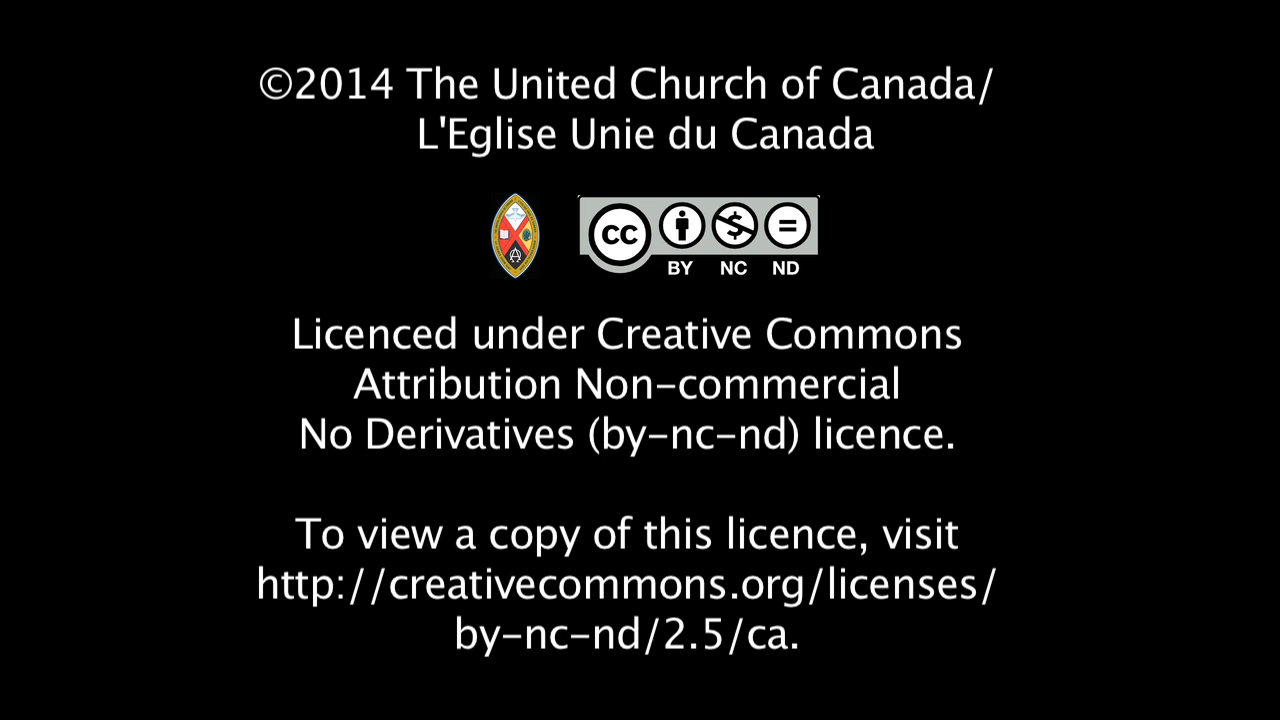 ©2014 The United Church of Canada/
L'Eglise Unie du Canada
cc
BY NC ND
Licenced under Creative Commons
Attribution Non-commercial
No Derivatives (by-nc-nd) licence.
To view a copy of this licence, visit
http://creativecommons.org/licenses/
by-nc-nd/2.5/ca.